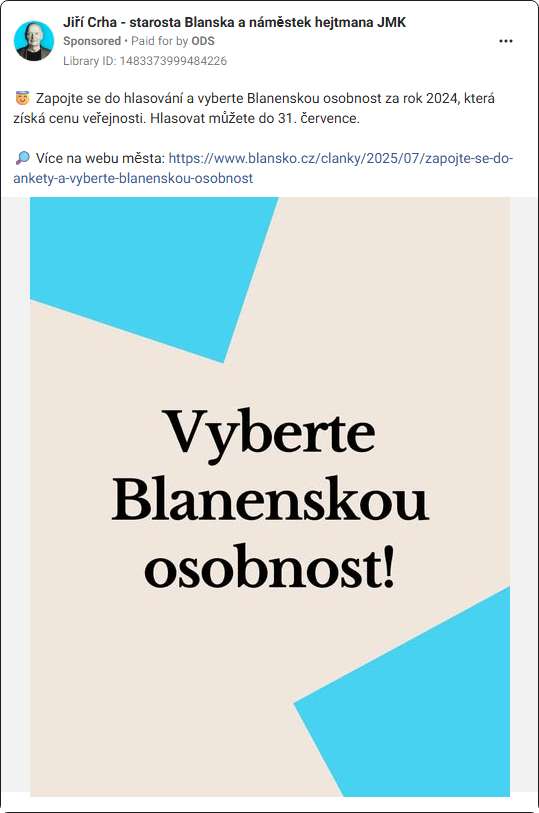 Jiří Crha - starosta Blanska a náměstek hejtmana JMK
Sponsored • Paid for by ODS
Library ID: 1483373999484226
😇 Zapojte se do hlasování a vyberte Blanenskou osobnost za rok 2024, která
získá cenu veřejnosti. Hlasovat můžete do 31. července.
🔎 Více na webu města: https://www.blansko.cz/clanky/2025/07/zapojte-se-do-
ankety-a-vyberte-blanenskou-osobnost
Vyberte
Blanenskou
osobnost!